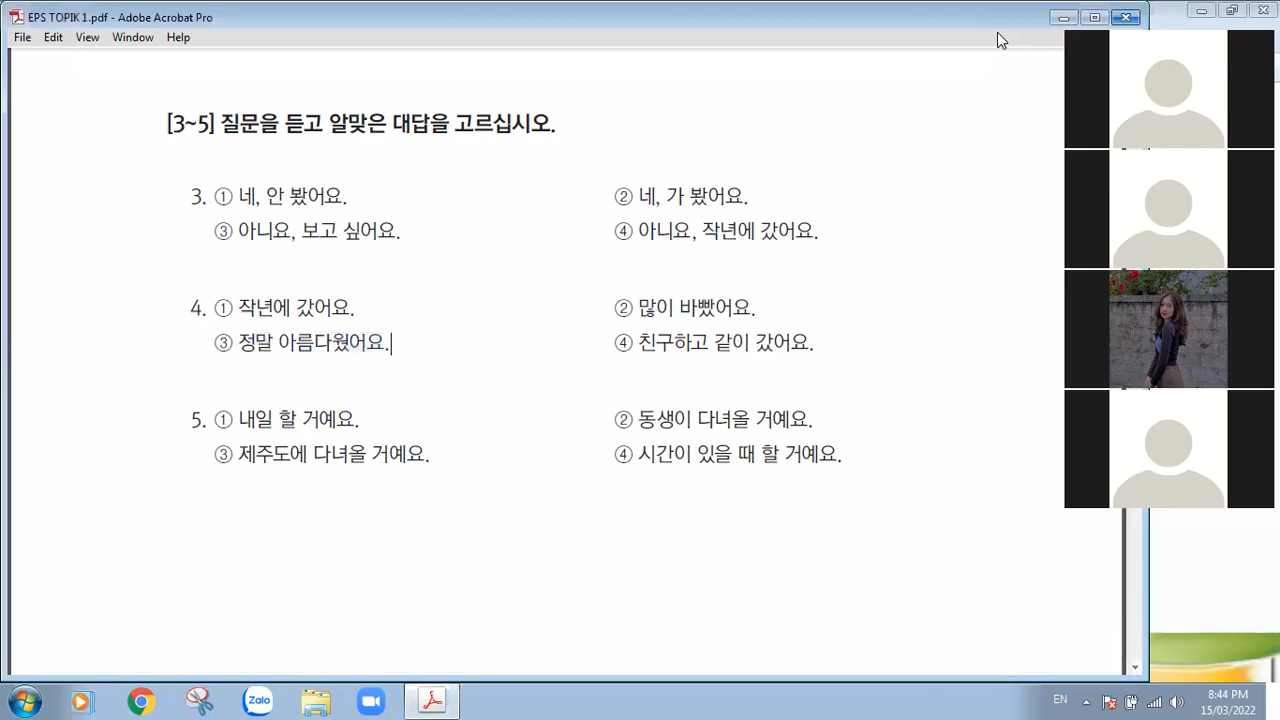 EPS TOPIK 1.pdf - Adobe Acrobat Pro
File Edit View Window Help
[3~5] 질문을 듣고 알맞은 대답을 고르십시오.
3. ① 네, 안 봤어요. ② 네, 가 봤어요.
③ 아니요, 보고 싶어요. ④ 아니요, 작년에 갔어요.
4. ① 작년에 갔어요. ② 많이 바빴어요.
③ 정말 아름다웠어요. ④ 친구하고 같이 갔어요.
5. ① 내일 할 거예요. ② 동생이 다녀올 거예요.
③ 제주도에 다녀올 거예요. ④ 시간이 있을 때 할 거예요.
Zalo
EN 8:44 PM
15/03/2022